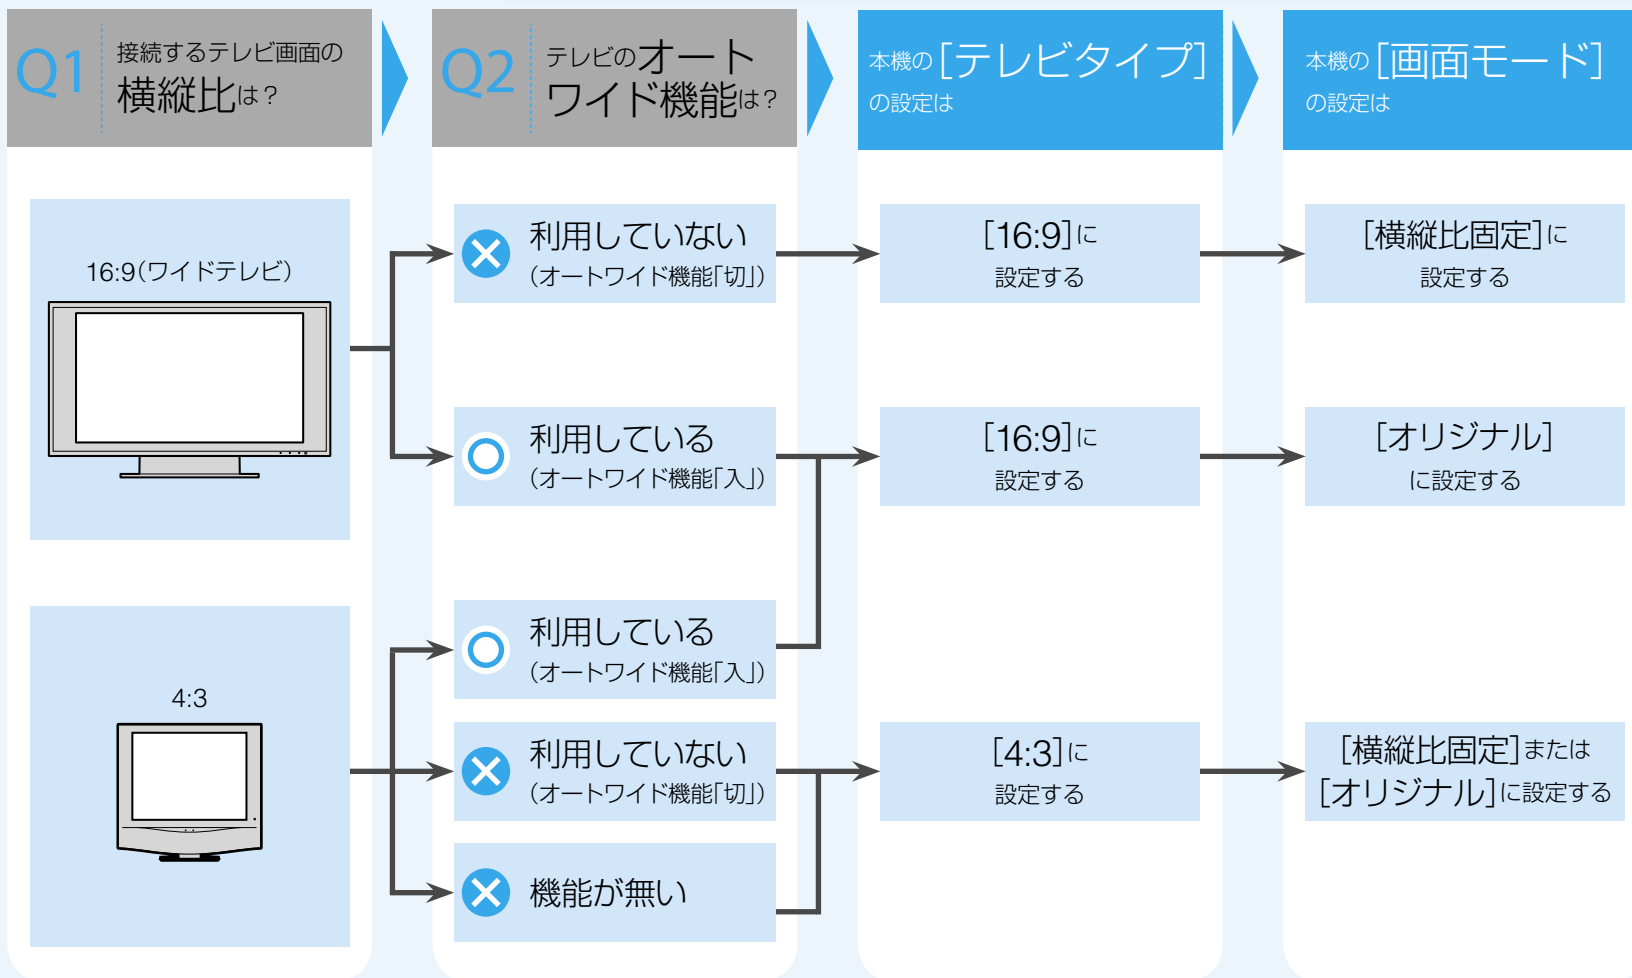 Q1
接続するテレビ画面の
横縦比は？
Q2
テレビのオート
ワイド機能は？
本機の[テレビタイプ]
の設定は
本機の[画面モード]
の設定は
16:9（ワイドテレビ）
利用していない
（オートワイド機能「切」）
[16:9]に
設定する
[横縦比固定]に
設定する
利用している
（オートワイド機能「入」）
[16:9]に
設定する
[オリジナル]
に設定する
4:3
利用している
（オートワイド機能「入」）
利用していない
（オートワイド機能「切」）
[4:3]に
設定する
[横縦比固定]または
[オリジナル]に設定する
機能が無い